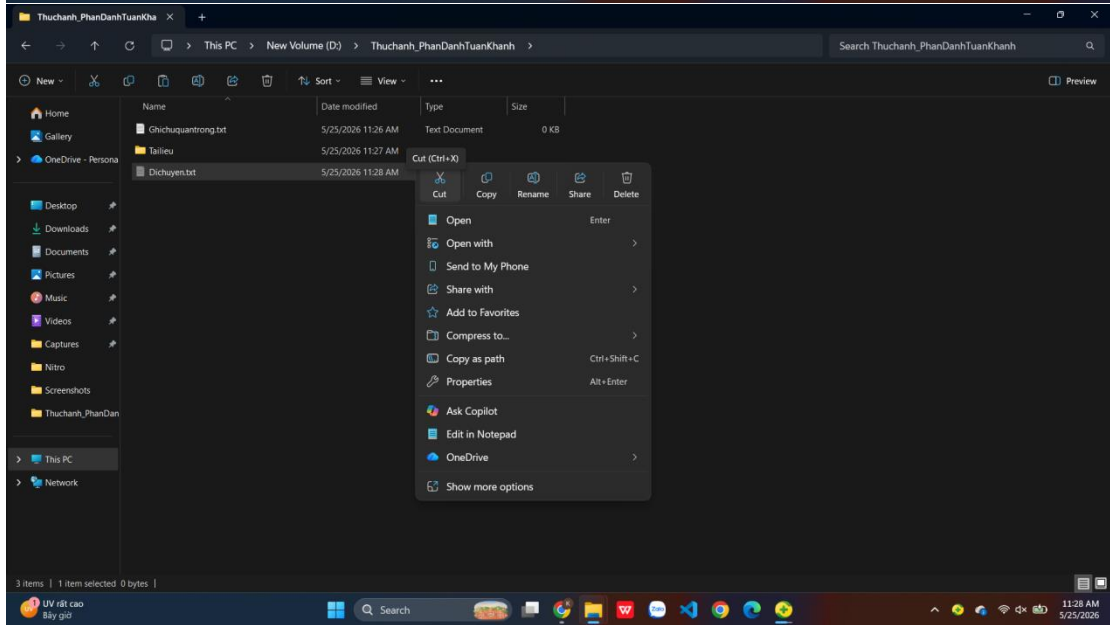 Thuchanh_PhanDanhTuanKha
This PC > New Volume (D:) > Thuchanh_PhanDanhTuanKhanh >
Search Thuchanh_PhanDanhTuanKhanh
New
Sort
View
Preview
Name
Date modified
Type
Size
Ghichuquantrong.txt 5/25/2026 11:26 AM Text Document 0 KB
Tailieu 5/25/2026 11:27 AM
Dichuyen.txt 5/25/2026 11:28 AM
Home
Gallery
OneDrive - Persona
Desktop
Downloads
Documents
Pictures
Music
Videos
Captures
Nitro
Screenshots
Thuchanh_PhanDan
This PC
Network
Cut (Ctrl+X)
Cut Copy Rename Share Delete
Open Enter
Open with
Send to My Phone
Share with
Add to Favorites
Compress to...
Copy as path Ctrl+Shift+C
Properties Alt+Enter
Ask Copilot
Edit in Notepad
OneDrive
Show more options
3 items | 1 item selected 0 bytes |
1
UV rất cao
Bây giờ
Search
W
Zalo
11:28 AM
5/25/2026